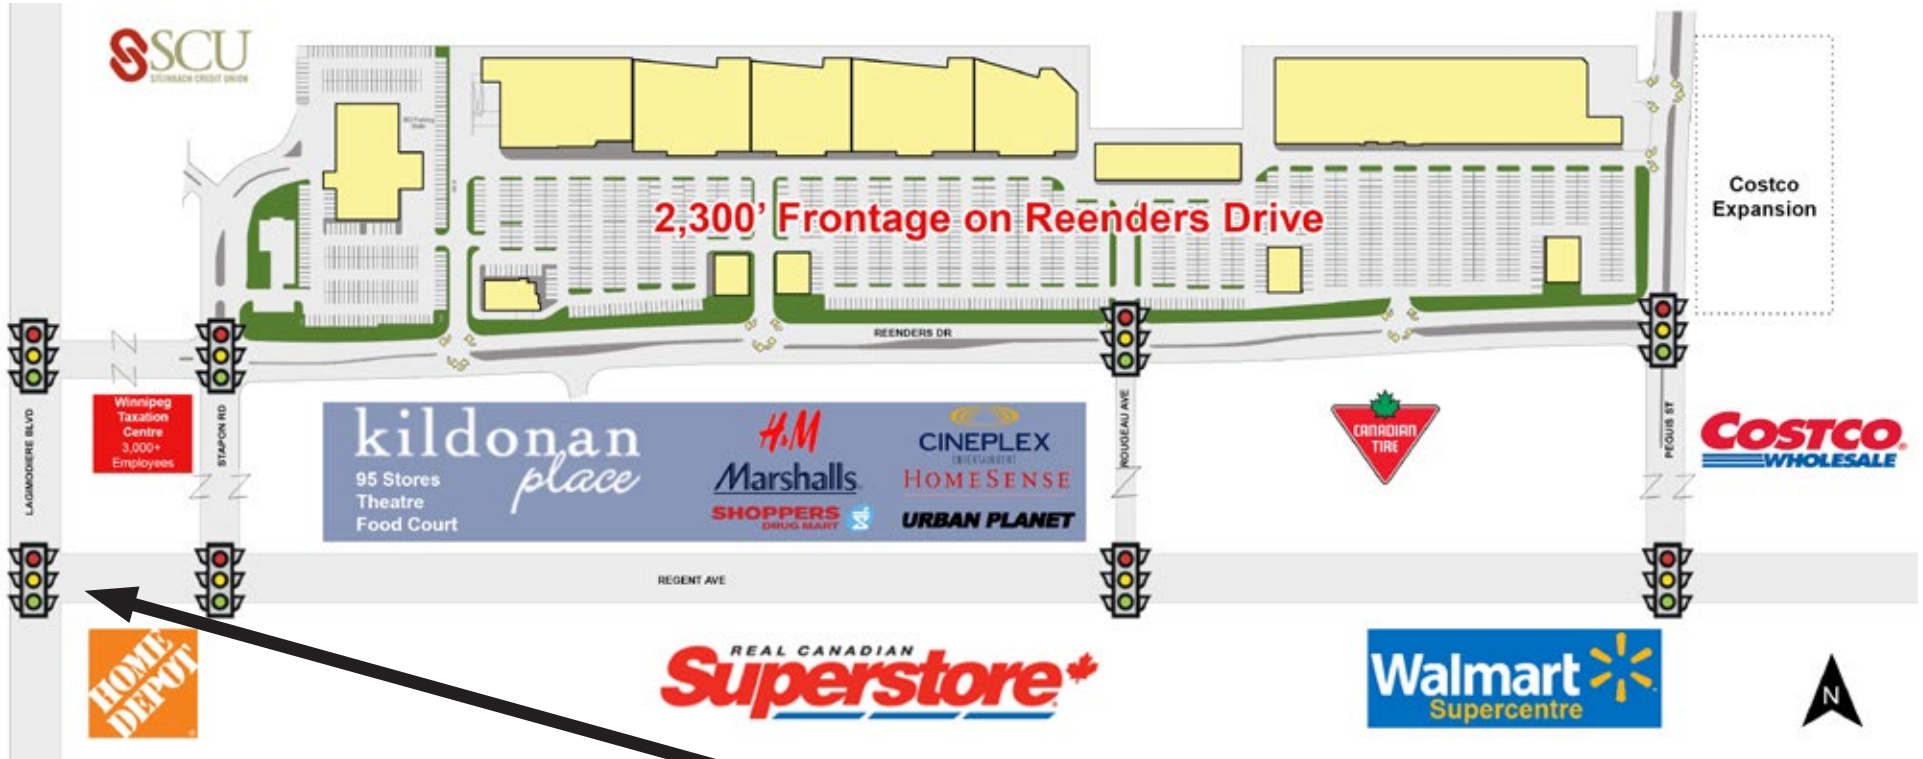 SCU
STEINBACH CREDIT UNION
Costco
Expansion
2,300’ Frontage on Reenders Drive
REENDERS DR
LAGIMODIERE BLVD
Winnipeg
Taxation
Centre
3,000+
Employees
STAPON RD
kildonan
place
95 Stores
Theatre
Food Court
H&M
Marshalls
SHOPPERS
DRUG MART
CINEPLEX
ENTERTAINMENT
HOMESENSE
URBAN PLANET
ROUGEAU AVE
CANADIAN
TIRE
PEGUIS ST
COSTCO
WHOLESALE
REGENT AVE
HOME
DEPOT
REAL CANADIAN
Superstore
Walmart
Supercentre
N